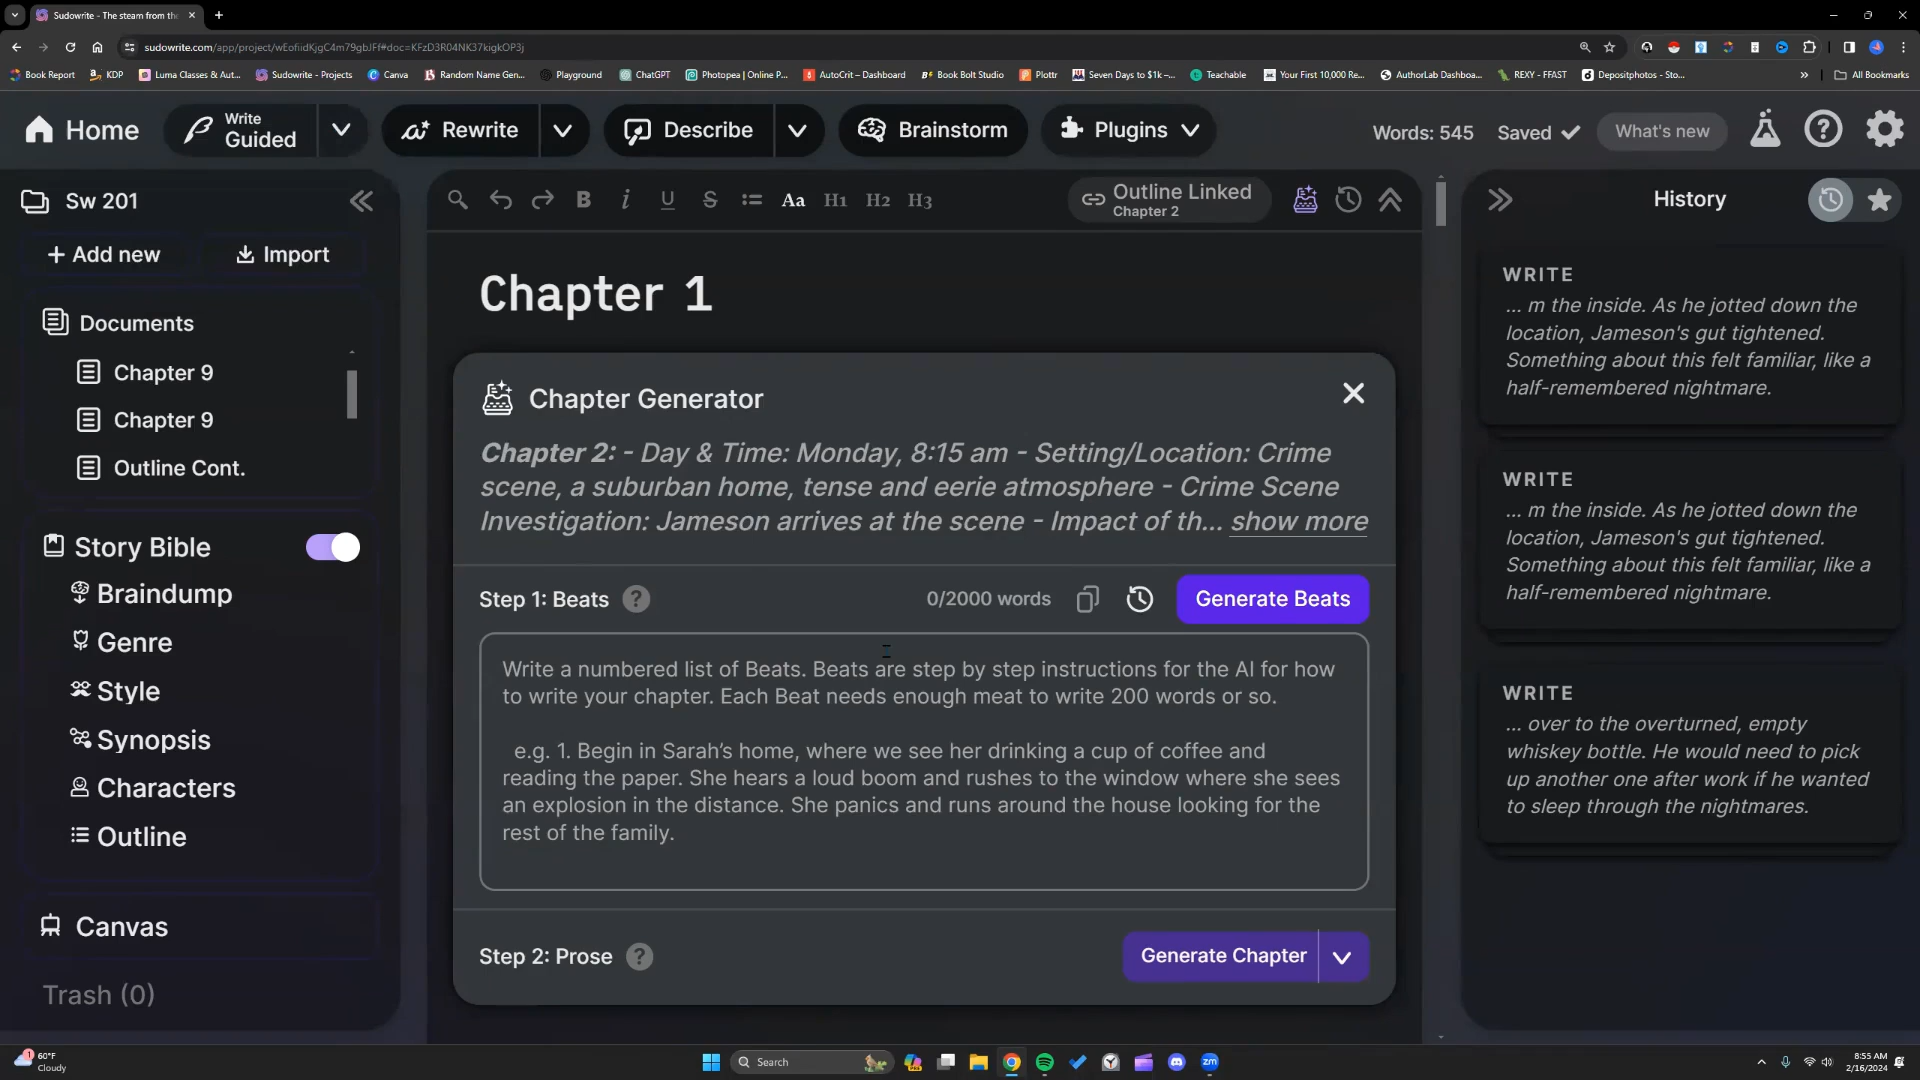 Sudowrite - The steam from th
sudowrite.com/app/project/wEofiidKjgC4m79gbJFf#doc=KFzD3R04NK37kigkOP3j
Book Report
KDP
Luma Classes & Aut...
Sudowrite - Projects
Canva
Random Name Gen...
Playground
ChatGPT
Photopea | Online P...
AutoCrit – Dashboard
Book Bolt Studio
Plottr
Seven Days to $1k –...
Teachable
Your First 10,000 Re...
AuthorLab Dashboa...
REXY - FFAST
Depositphotos - Sto...
All Bookmarks
Home
Write
Guided
Rewrite
Describe
Brainstorm
Plugins
Words: 545
Saved
What's new
Sw 201
+ Add new
Import
Documents
Chapter 9
Chapter 9
Outline Cont.
Story Bible
Braindump
Genre
Style
Synopsis
Characters
Outline
Canvas
Trash (0)
B i U S Aa H1 H2 H3
Outline Linked
Chapter 2
Chapter 1
Chapter Generator
Chapter 2: - Day & Time: Monday, 8:15 am - Setting/Location: Crime
scene, a suburban home, tense and eerie atmosphere - Crime Scene
Investigation: Jameson arrives at the scene - Impact of th... show more
Step 1: Beats ?
0/2000 words
Generate Beats
Write a numbered list of Beats. Beats are step by step instructions for the AI for how
to write your chapter. Each Beat needs enough meat to write 200 words or so.
e.g. 1. Begin in Sarah's home, where we see her drinking a cup of coffee and
reading the paper. She hears a loud boom and rushes to the window where she sees
an explosion in the distance. She panics and runs around the house looking for the
rest of the family.
Step 2: Prose ?
Generate Chapter
History
WRITE
... m the inside. As he jotted down the
location, Jameson's gut tightened.
Something about this felt familiar, like a
half-remembered nightmare.
WRITE
... m the inside. As he jotted down the
location, Jameson's gut tightened.
Something about this felt familiar, like a
half-remembered nightmare.
WRITE
... over to the overturned, empty
whiskey bottle. He would need to pick
up another one after work if he wanted
to sleep through the nightmares.
1
60°F
Cloudy
Search
PRE
zm
8:55 AM
2/16/2024